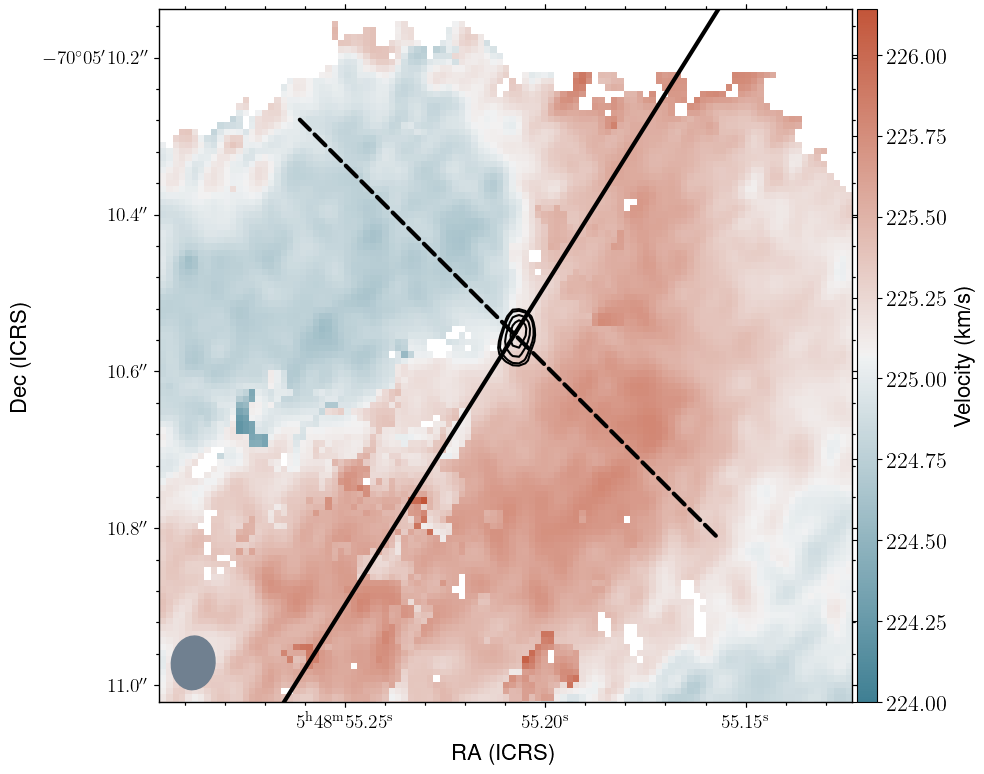 −70°05′10.2″
10.4″
10.6″
10.8″
11.0″
Dec (ICRS)
5ʰ48ᵐ55.25ˢ
55.20ˢ
55.15ˢ
RA (ICRS)
226.00
225.75
225.50
225.25
225.00
224.75
224.50
224.25
224.00
Velocity (km/s)